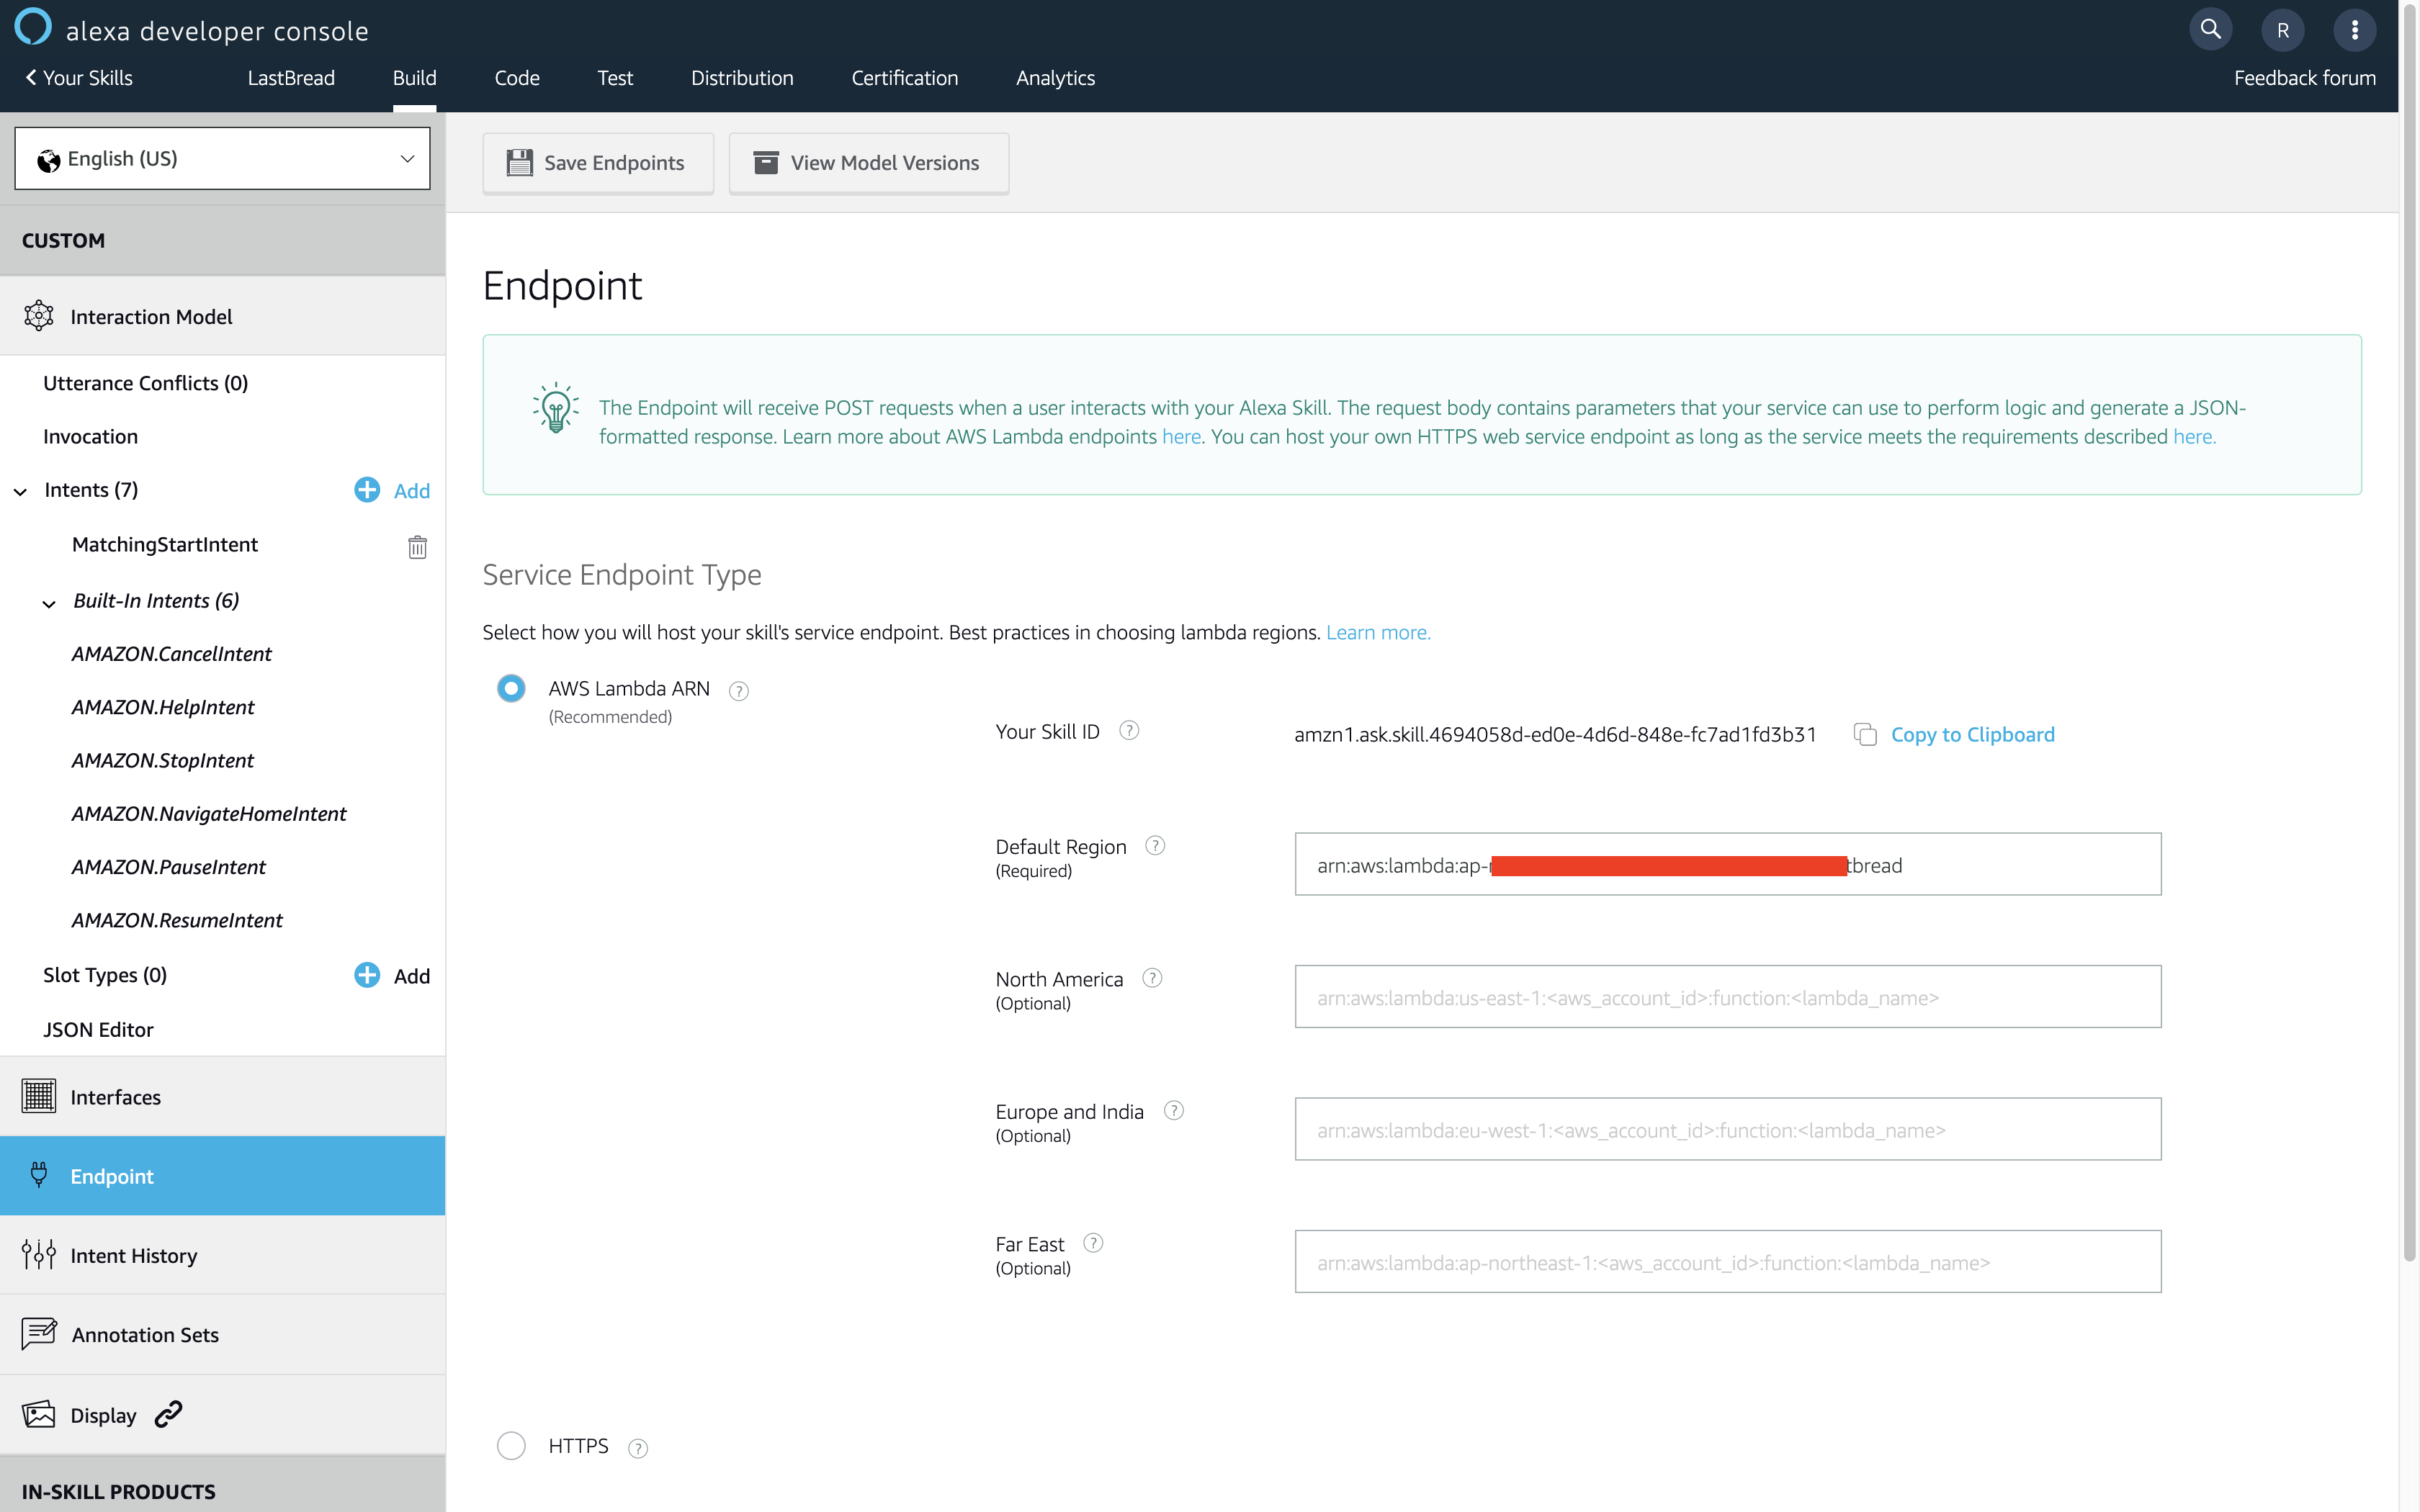 alexa developer console
R
Your Skills
LastBread
Build
Code
Test
Distribution
Certification
Analytics
Feedback forum
English (US)
Save Endpoints
View Model Versions
CUSTOM
Interaction Model
Utterance Conflicts (0)
Invocation
Intents (7)
Add
MatchingStartIntent
Built-In Intents (6)
AMAZON.CancelIntent
AMAZON.HelpIntent
AMAZON.StopIntent
AMAZON.NavigateHomeIntent
AMAZON.PauseIntent
AMAZON.ResumeIntent
Slot Types (0)
Add
JSON Editor
Interfaces
Endpoint
Intent History
Annotation Sets
Display
IN-SKILL PRODUCTS
Endpoint
The Endpoint will receive POST requests when a user interacts with your Alexa Skill. The request body contains parameters that your service can use to perform logic and generate a JSON-
formatted response. Learn more about AWS Lambda endpoints here. You can host your own HTTPS web service endpoint as long as the service meets the requirements described here.
Service Endpoint Type
Select how you will host your skill's service endpoint. Best practices in choosing lambda regions. Learn more.
AWS Lambda ARN ?
(Recommended)
Your Skill ID ?
amzn1.ask.skill.4694058d-ed0e-4d6d-848e-fc7ad1fd3b31
Copy to Clipboard
Default Region ?
(Required)
arn:aws:lambda:ap- tbread
North America ?
(Optional)
arn:aws:lambda:us-east-1:<aws_account_id>:function:<lambda_name>
Europe and India ?
(Optional)
arn:aws:lambda:eu-west-1:<aws_account_id>:function:<lambda_name>
Far East ?
(Optional)
arn:aws:lambda:ap-northeast-1:<aws_account_id>:function:<lambda_name>
HTTPS ?